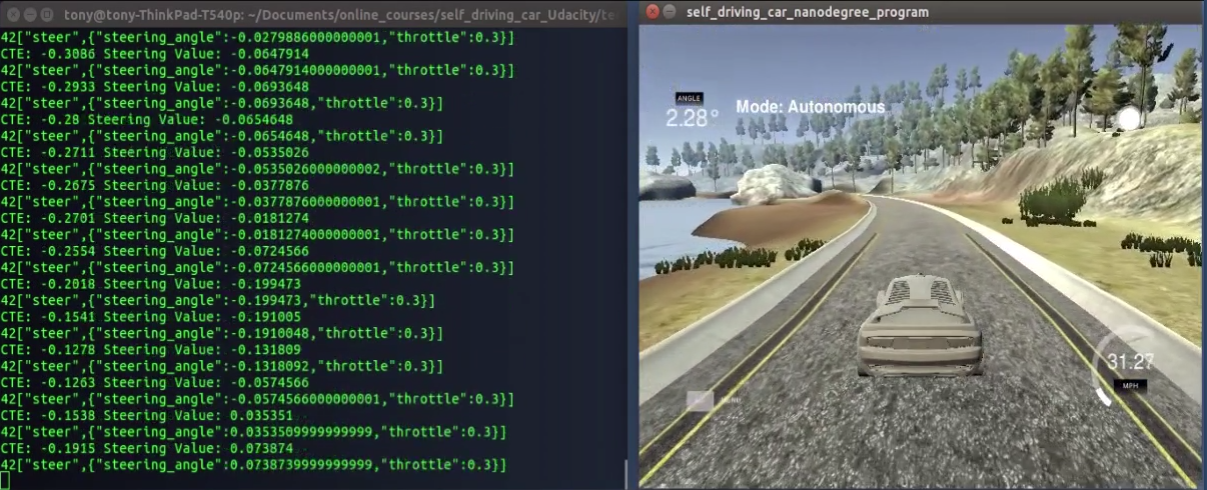 tony@tony-ThinkPad-T540p: ~/Documents/online_courses/self_driving_car_Udacity/te
42["steer",{"steering_angle":-0.0279886000000001,"throttle":0.3}]
CTE: -0.3086 Steering Value: -0.0647914
42["steer",{"steering_angle":-0.0647914000000001,"throttle":0.3}]
CTE: -0.2933 Steering Value: -0.0693648
42["steer",{"steering_angle":-0.0693648,"throttle":0.3}]
CTE: -0.28 Steering Value: -0.0654648
42["steer",{"steering_angle":-0.0654648,"throttle":0.3}]
CTE: -0.2711 Steering Value: -0.0535026
42["steer",{"steering_angle":-0.0535026000000002,"throttle":0.3}]
CTE: -0.2675 Steering Value: -0.0377876
42["steer",{"steering_angle":-0.0377876000000001,"throttle":0.3}]
CTE: -0.2701 Steering Value: -0.0181274
42["steer",{"steering_angle":-0.0181274000000001,"throttle":0.3}]
CTE: -0.2554 Steering Value: -0.0724566
42["steer",{"steering_angle":-0.0724566000000001,"throttle":0.3}]
CTE: -0.2018 Steering Value: -0.199473
42["steer",{"steering_angle":-0.199473,"throttle":0.3}]
CTE: -0.1541 Steering Value: -0.191005
42["steer",{"steering_angle":-0.1910048,"throttle":0.3}]
CTE: -0.1278 Steering Value: -0.131809
42["steer",{"steering_angle":-0.1318092,"throttle":0.3}]
CTE: -0.1263 Steering Value: -0.0574566
42["steer",{"steering_angle":-0.0574566000000001,"throttle":0.3}]
CTE: -0.1538 Steering Value: 0.035351
42["steer",{"steering_angle":0.0353509999999999,"throttle":0.3}]
CTE: -0.1915 Steering Value: 0.073874
42["steer",{"steering_angle":0.0738739999999999,"throttle":0.3}]
self_driving_car_nanodegree_program
ANGLE
2.28°
Mode: Autonomous
31.27
MPH